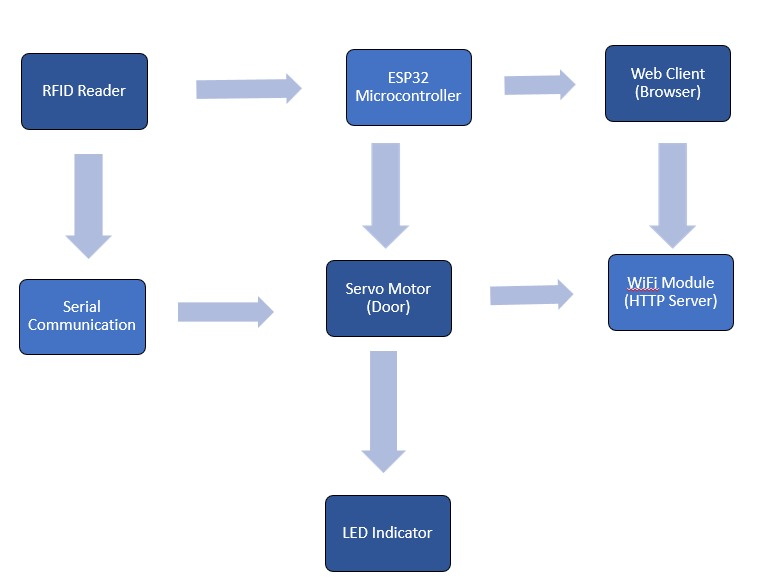 RFID Reader
ESP32
Microcontroller
Web Client
(Browser)
Serial
Communication
Servo Motor
(Door)
WiFi Module
(HTTP Server)
LED Indicator